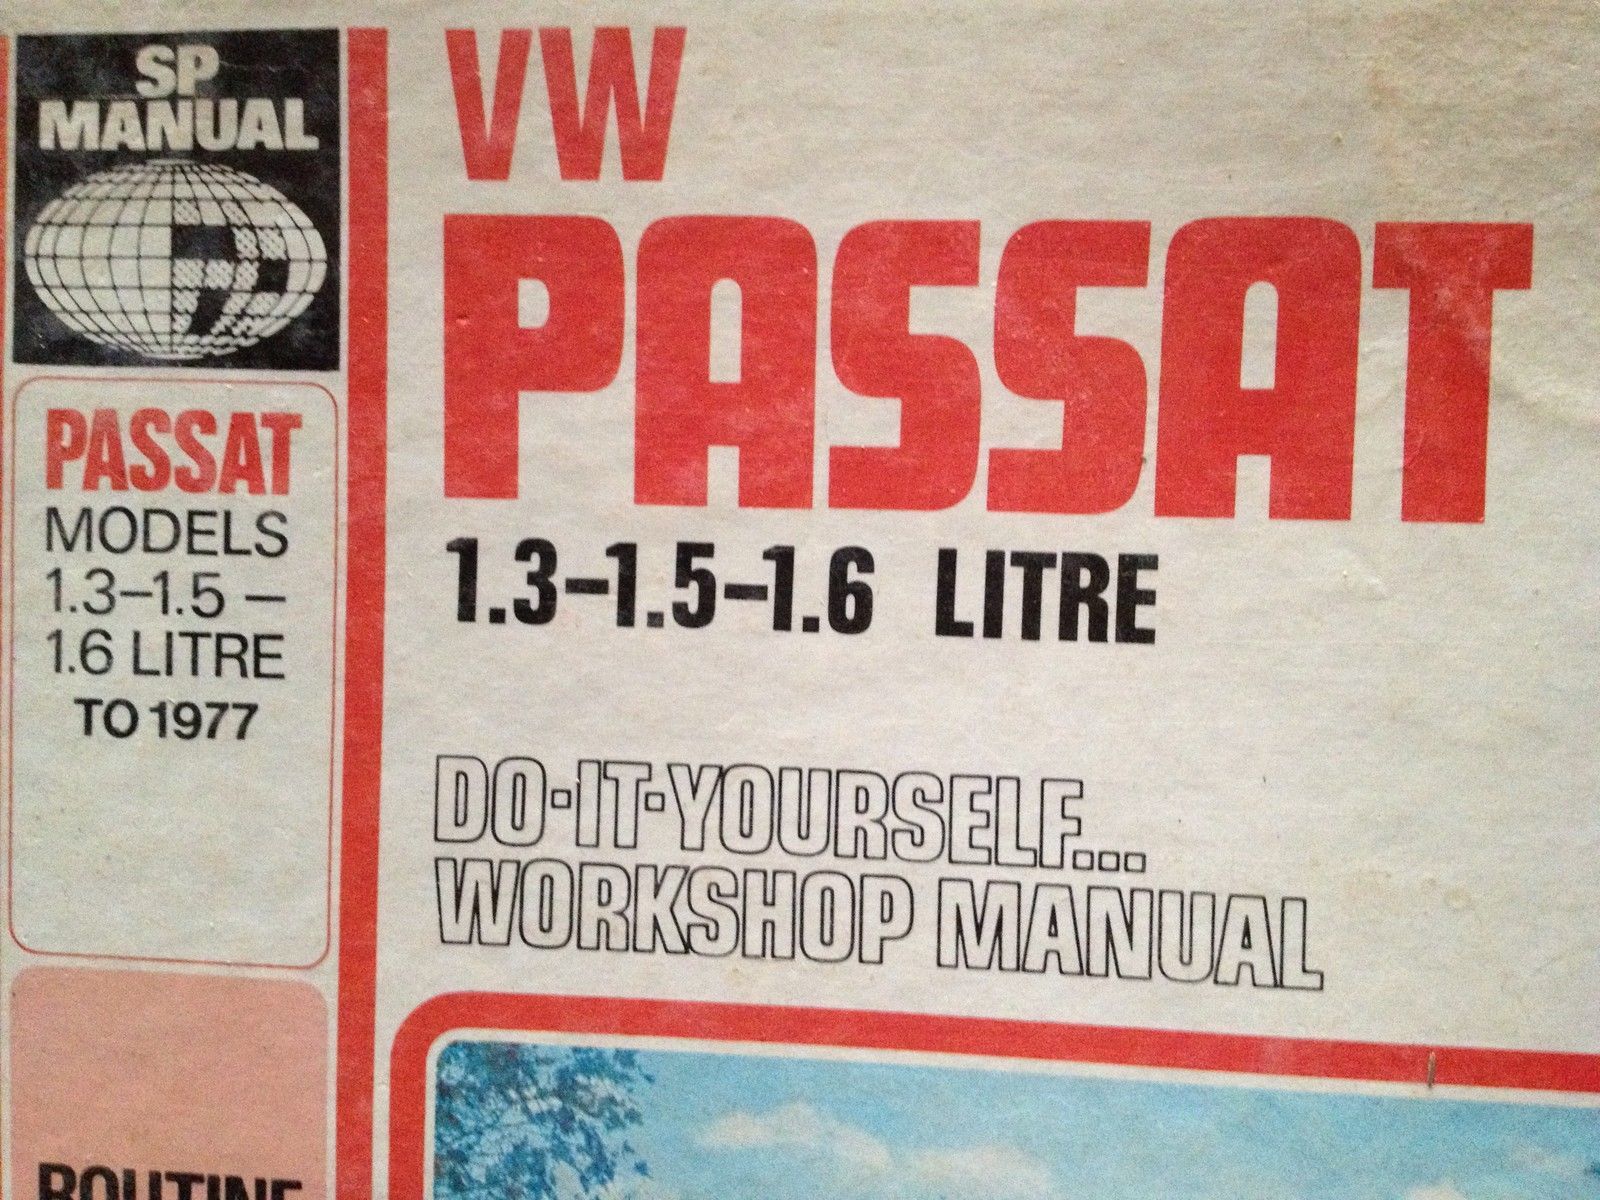 SP
MANUAL
PASSAT
MODELS
1.3–1.5 –
1.6 LITRE
TO 1977
ROUTINE
VW
PASSAT
1.3–1.5–1.6 LITRE
DO-IT-YOURSELF...
WORKSHOP MANUAL